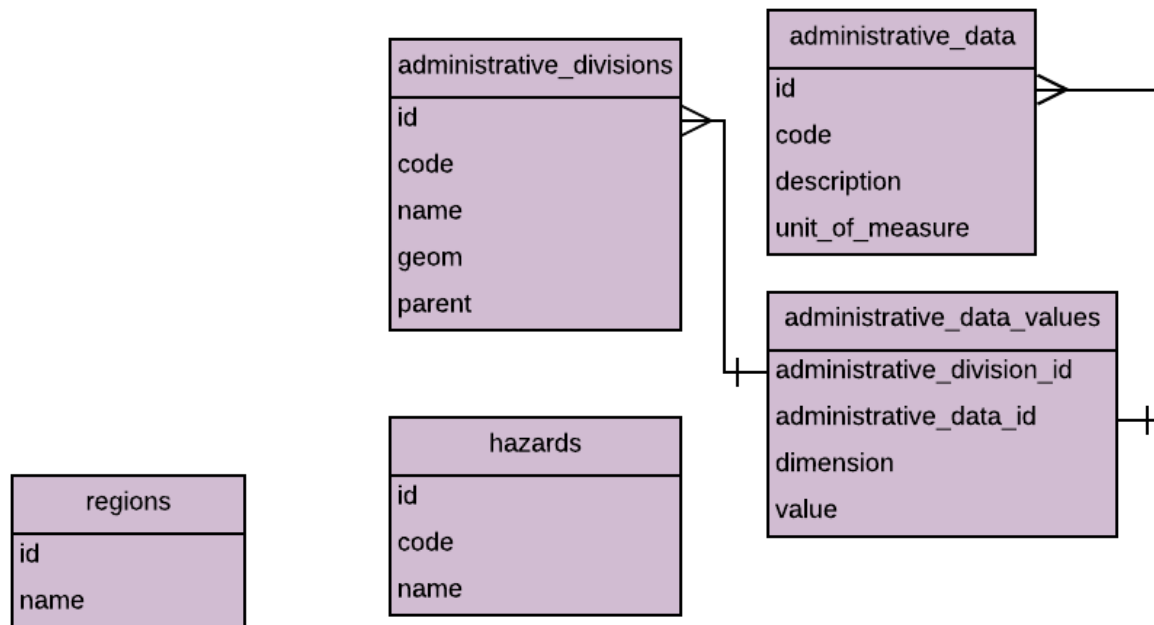 administrative_divisions
id
code
name
geom
parent
administrative_data
id
code
description
unit_of_measure
administrative_data_values
administrative_division_id
administrative_data_id
dimension
value
hazards
id
code
name
regions
id
name